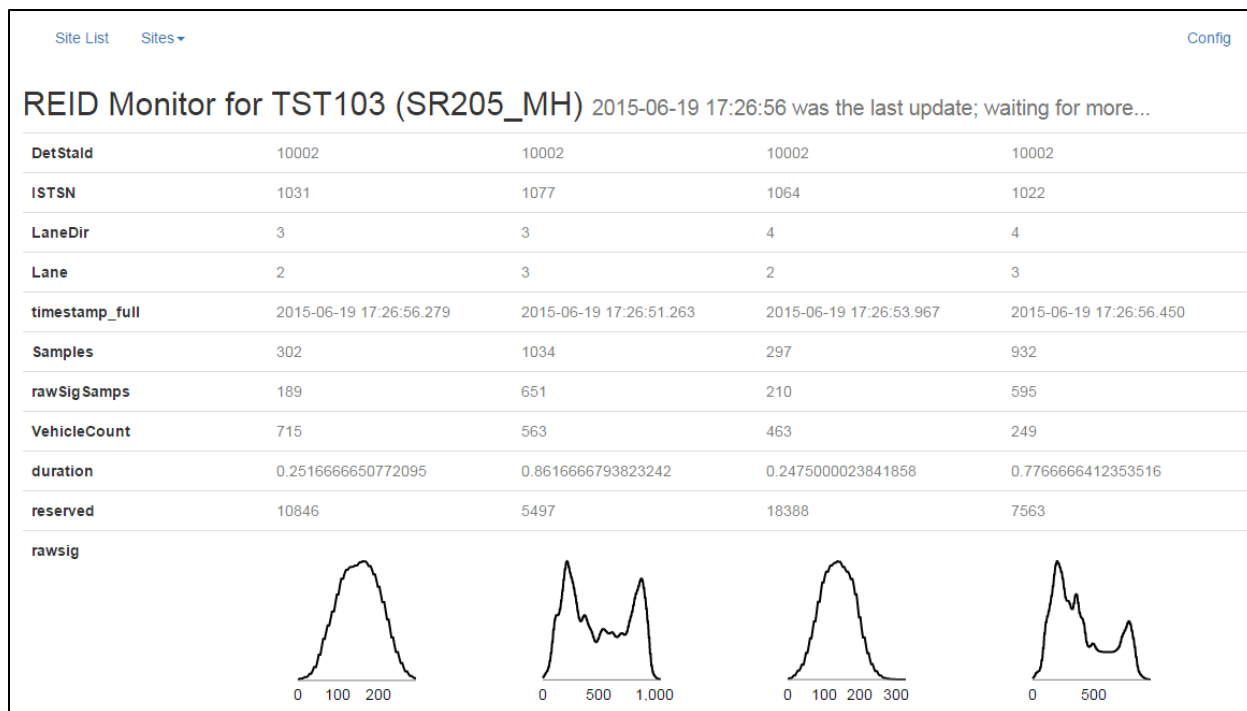 Site List Sites Config
REID Monitor for TST103 (SR205_MH) 2015-06-19 17:26:56 was the last update; waiting for more...
DetStaId 10002 10002 10002 10002
ISTSN 1031 1077 1064 1022
LaneDir 3 3 4 4
Lane 2 3 2 3
timestamp_full 2015-06-19 17:26:56.279 2015-06-19 17:26:51.263 2015-06-19 17:26:53.967 2015-06-19 17:26:56.450
Samples 302 1034 297 932
rawSigSamps 189 651 210 595
VehicleCount 715 563 463 249
duration 0.2516666650772095 0.8616666793823242 0.2475000023841858 0.7766666412353516
reserved 10846 5497 18388 7563
rawsig
0 100 200 0 500 1,000 0 100 200 300 0 500